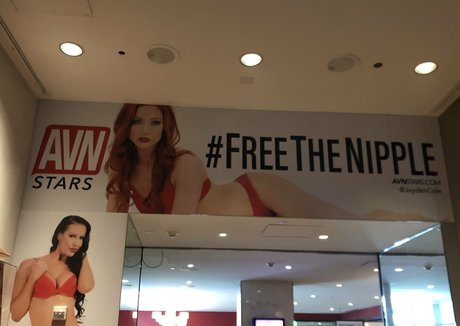 AVN
STARS
#FREETHENIPPLE
AVNSTARS.COM
@JaydenCole